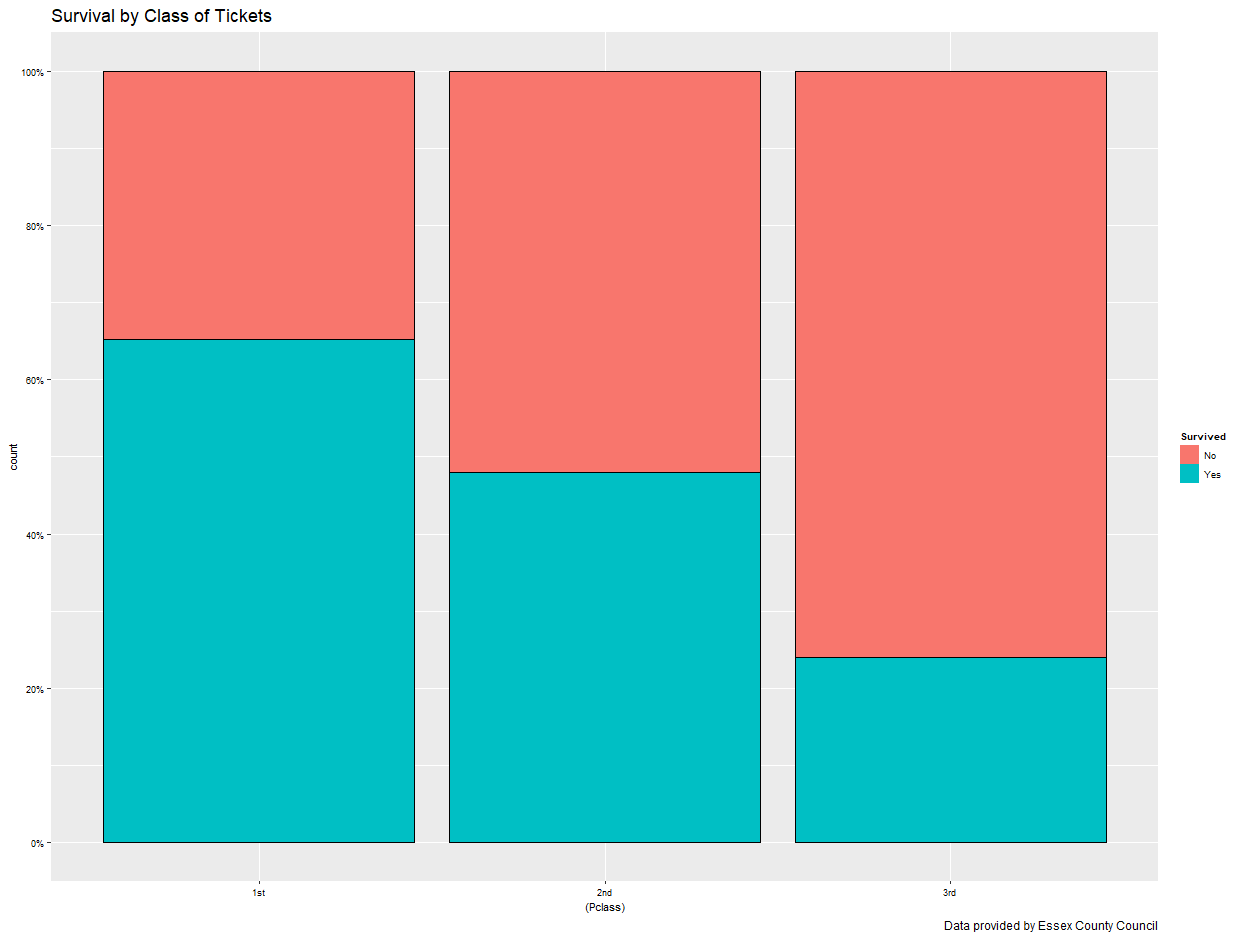 Survival by Class of Tickets
100%
80%
60%
40%
20%
0%
count
1st
2nd
3rd
(Pclass)
Survived
No
Yes
Data provided by Essex County Council